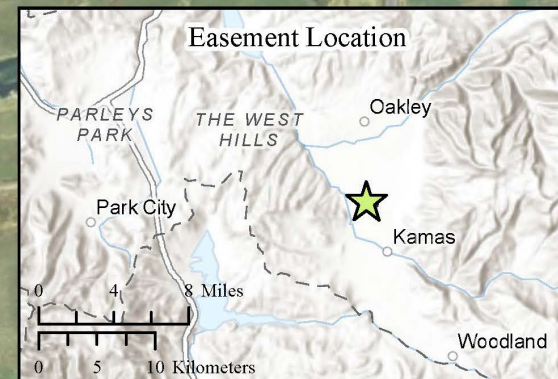 Easement Location
PARLEYS
PARK
THE WEST
HILLS
Oakley
Park City
Kamas
0 4 8 Miles
0 5 10 Kilometers
Woodland